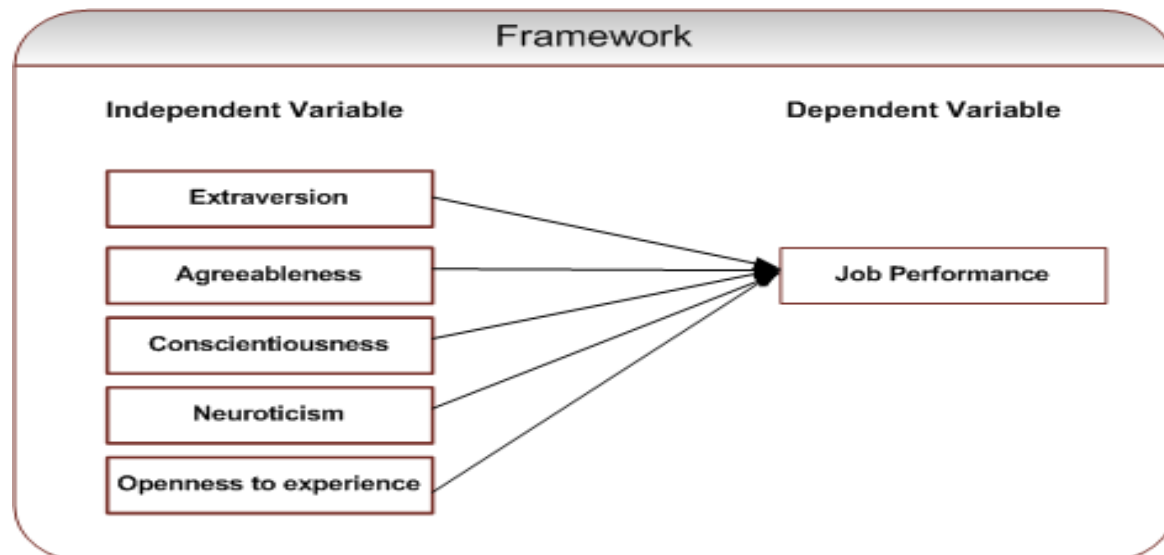 Framework
Independent Variable
Dependent Variable
Extraversion
Agreeableness
Conscientiousness
Neuroticism
Openness to experience
Job Performance